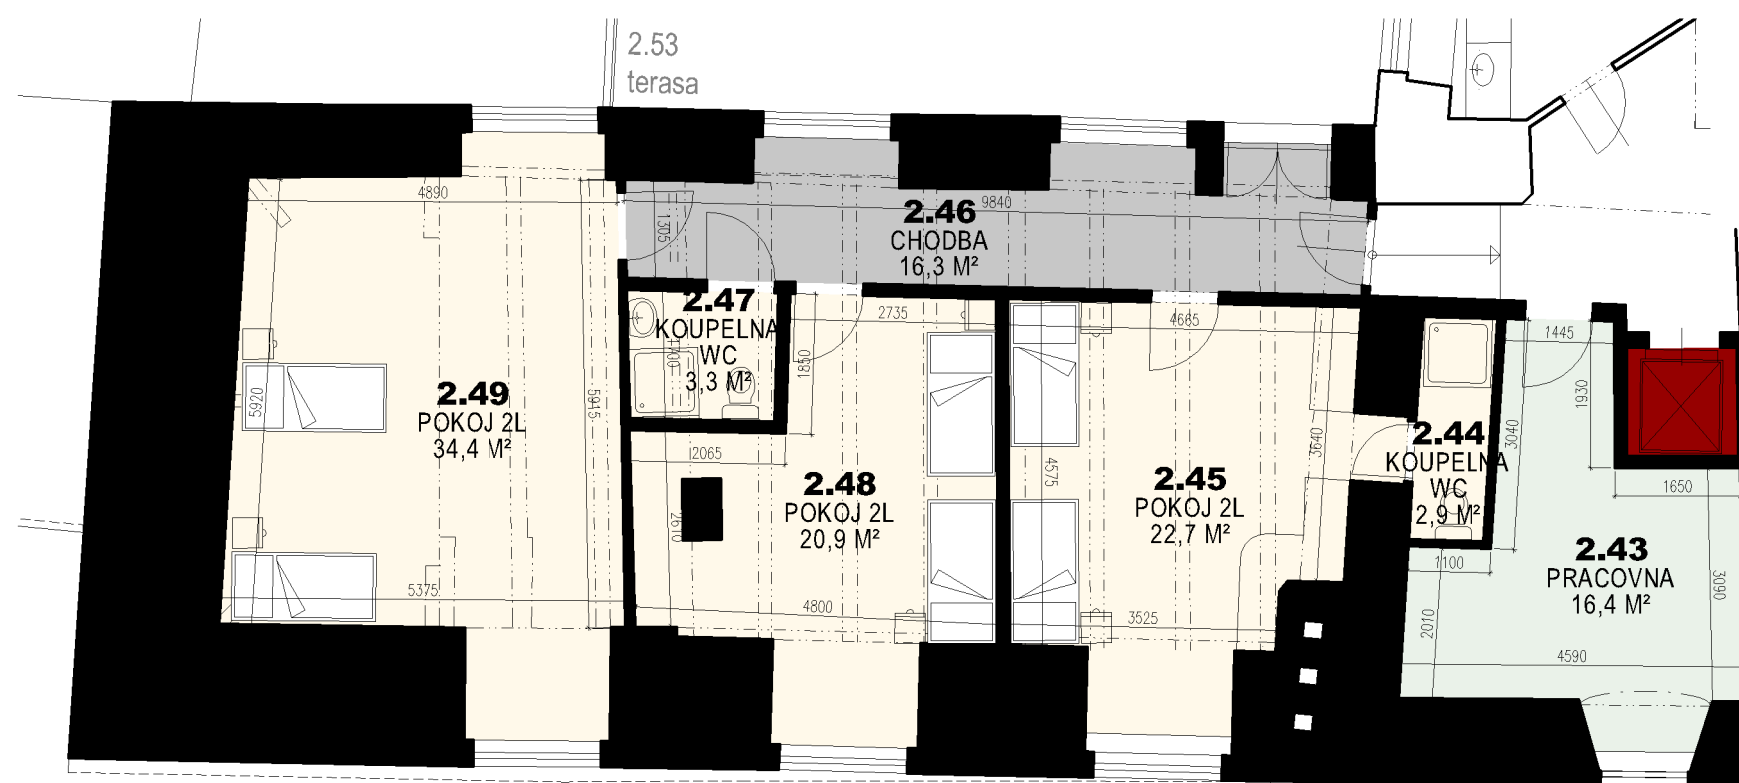 2.53
terasa
4890
9840
1305
2.46
CHODBA
16,3 M²
2.47
KOUPELNA
WC
3,3 M²
1700
1850
2735
4665
1445
1930
5920
2.49
POKOJ 2L
34,4 M²
5915
2065
2.48
POKOJ 2L
20,9 M²
2610
4575
2.45
POKOJ 2L
22,7 M²
3640
2.44
KOUPELNA
WC
2,9 M²
3040
1650
2.43
PRACOVNA
16,4 M²
1100
3090
2010
5375
4800
3525
4590